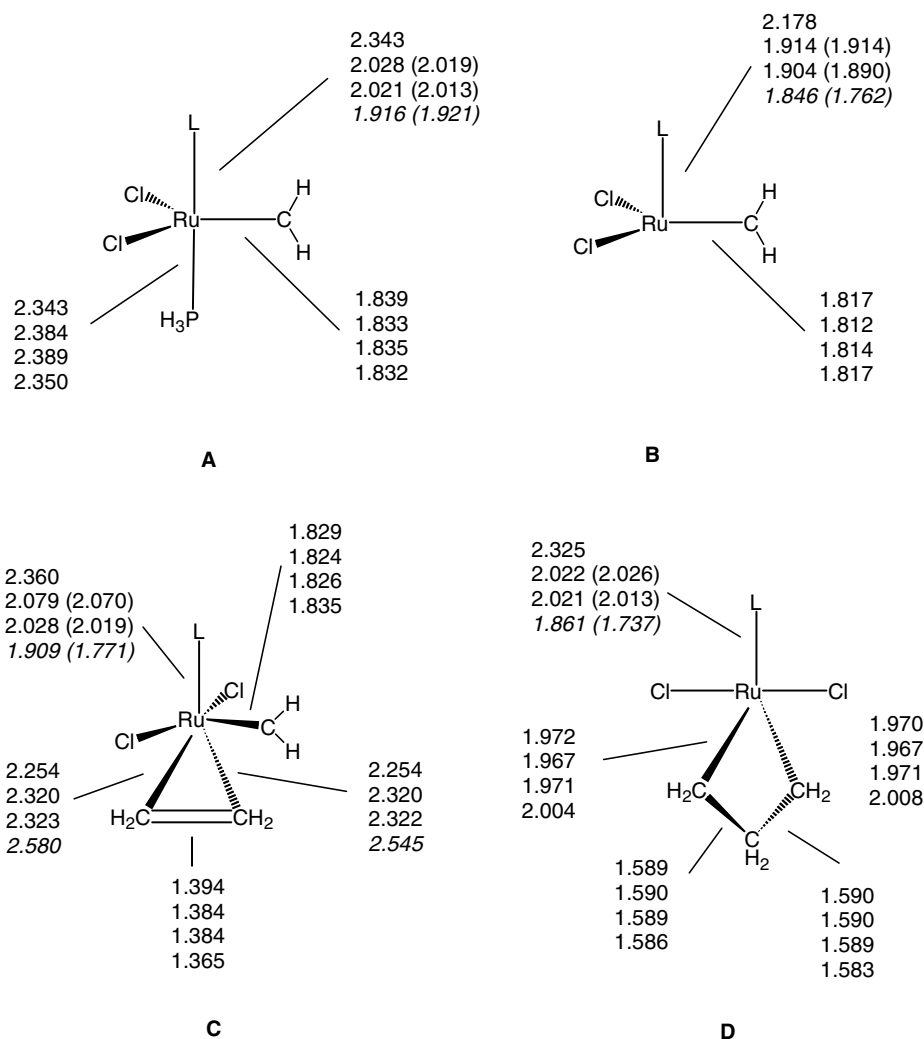 2.343
2.028 (2.019)
2.021 (2.013)
1.916 (1.921)
L
Cl
Cl
Ru
C
H
H
H3P
2.343
2.384
2.389
2.350
1.839
1.833
1.835
1.832
A
2.178
1.914 (1.914)
1.904 (1.890)
1.846 (1.762)
L
Cl
Cl
Ru
C
H
H
1.817
1.812
1.814
1.817
B
1.829
1.824
1.826
1.835
2.360
2.079 (2.070)
2.028 (2.019)
1.909 (1.771)
L
Cl
Ru
Cl
C
H
H
2.254
2.320
2.323
2.580
H2C
CH2
2.254
2.320
2.322
2.545
1.394
1.384
1.384
1.365
C
2.325
2.022 (2.026)
2.021 (2.013)
1.861 (1.737)
L
Cl
Ru
Cl
1.972
1.967
1.971
2.004
H2C
CH2
C
H2
1.970
1.967
1.971
2.008
1.589
1.590
1.589
1.586
1.590
1.590
1.589
1.583
D